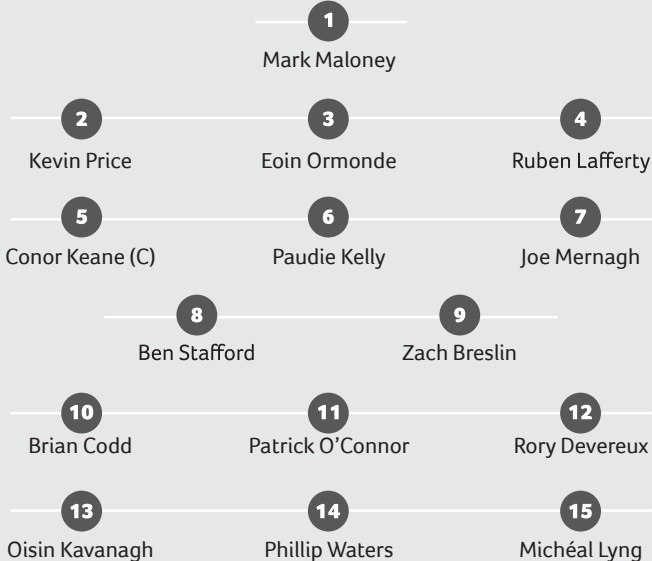 1
Mark Maloney
2 3 4
Kevin Price Eoin Ormonde Ruben Lafferty
5 6 7
Conor Keane (C) Paudie Kelly Joe Mernagh
8 9
Ben Stafford Zach Breslin
10 11 12
Brian Codd Patrick O’Connor Rory Devereux
13 14 15
Oisin Kavanagh Phillip Waters Michéal Lyng